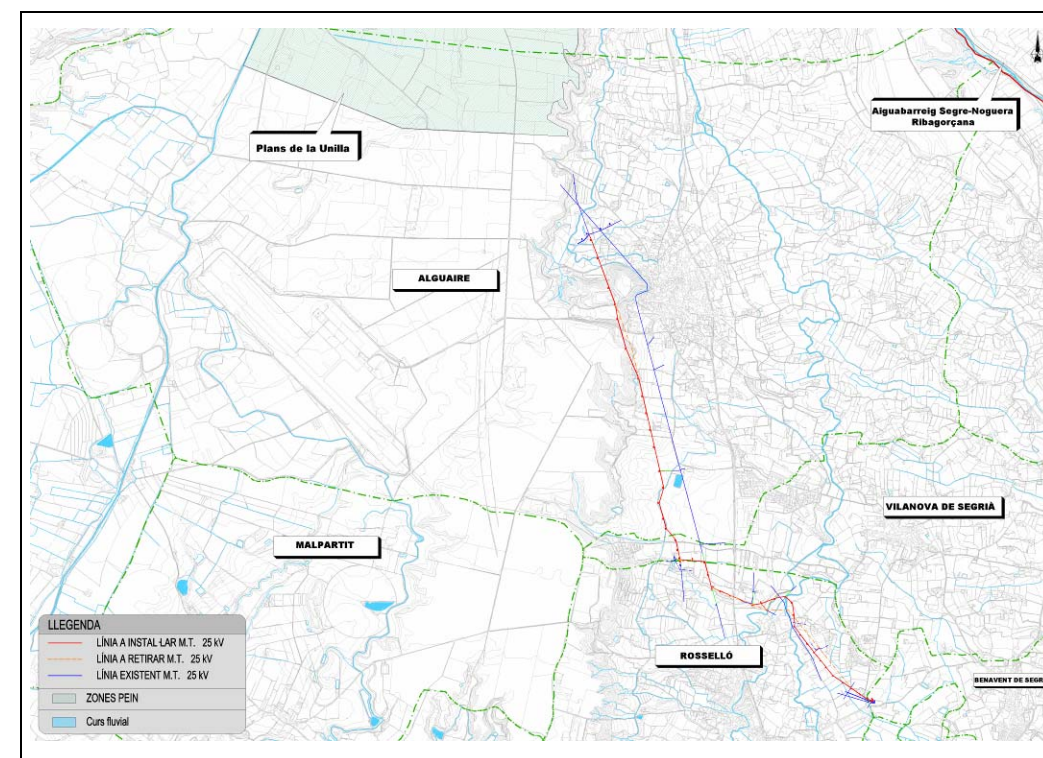 Aiguabarreig Segre-Noguera
Ribagorçana
Plans de la Unilla
ALGUAIRE
VILANOVA DE SEGRIÀ
MALPARTIT
ROSSELLÓ
BENAVENT DE SEGR
LLEGENDA
LÍNIA A INSTAL·LAR M.T. 25 kV
LÍNIA A RETIRAR M.T. 25 kV
LÍNIA EXISTENT M.T. 25 kV
ZONES PEIN
Curs fluvial